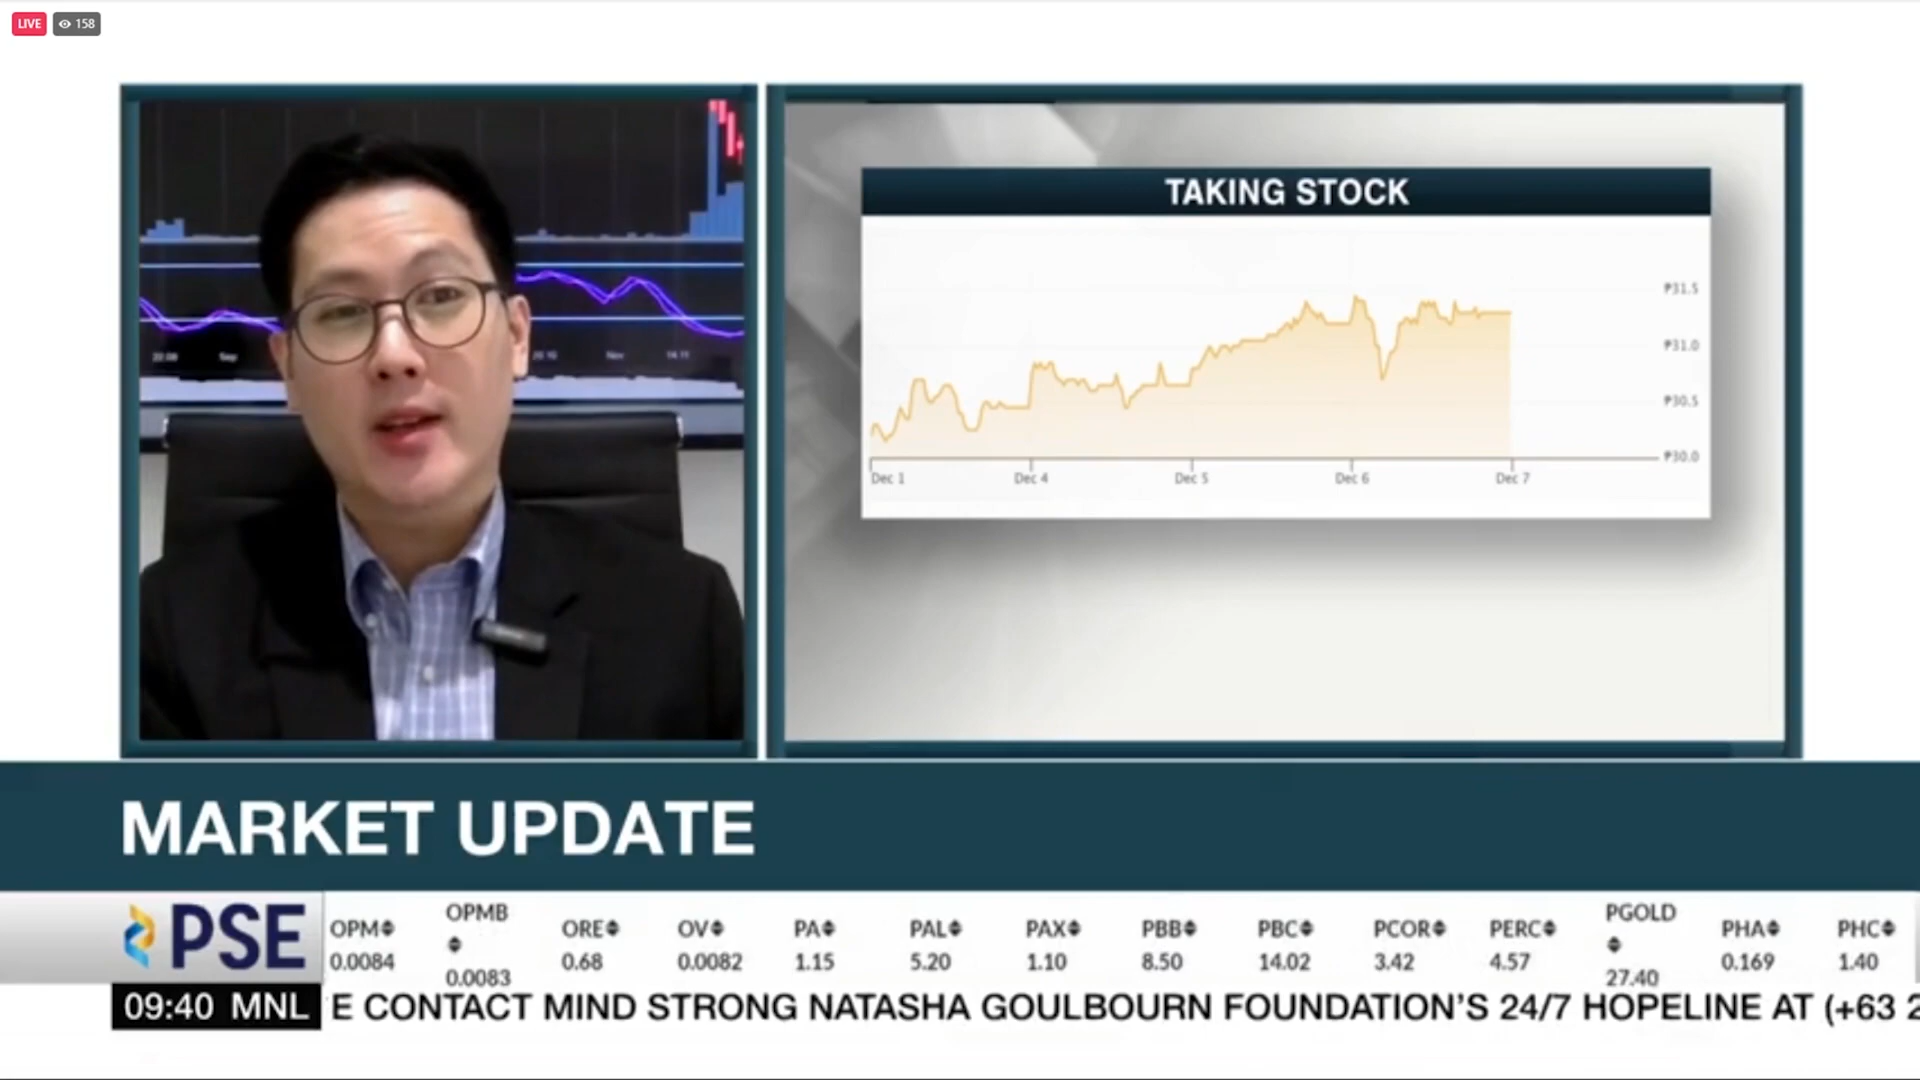 LIVE 158
TAKING STOCK
₱31.5
₱31.0
₱30.5
₱30.0
Dec 1 Dec 4 Dec 5 Dec 6 Dec 7
Sep
Nov
MARKET UPDATE
PSE
OPM 0.0084
OPMB 0.0083
ORE 0.68
OV 0.0082
PA 1.15
PAL 5.20
PAX 1.10
PBB 8.50
PBC 14.02
PCOR 3.42
PERC 4.57
PGOLD 27.40
PHA 0.169
PHC 1.40
09:40 MNL
E CONTACT MIND STRONG NATASHA GOULBOURN FOUNDATION'S 24/7 HOPELINE AT (+63 2